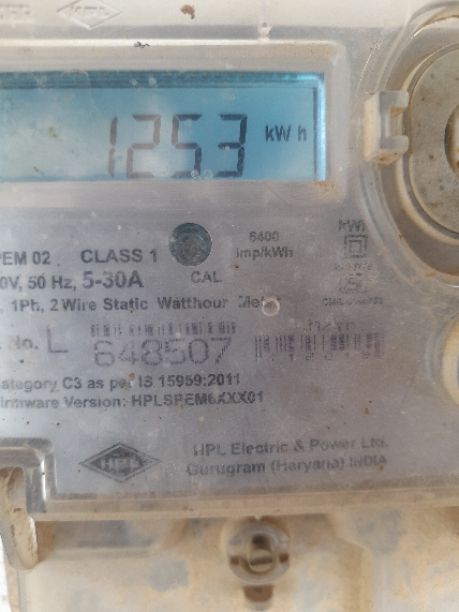 1253 kWh
PEM 02 CLASS 1
6400
imp/kWh
kWh
0V, 50 Hz, 5-30A
CAL
1Ph, 2 Wire Static Watthour Meter
No. L 648507
ategory C3 as per IS 15959:2011
irmware Version: HPLSPEM6XXX01
HPL
HPL Electric & Power Ltd.
Gurugram (Haryana) INDIA